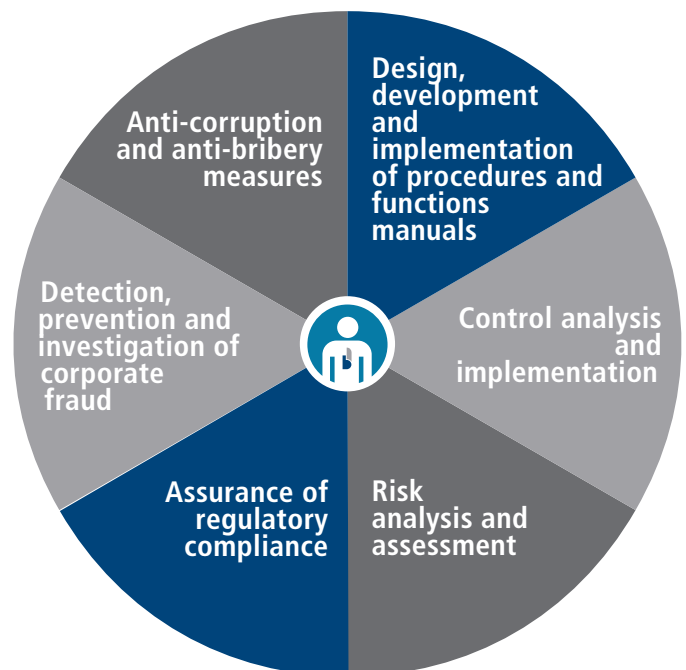 Design,
development
and
implementation
of procedures and
functions
manuals
Control analysis
and
implementation
Risk
analysis and
assessment
Assurance of
regulatory
compliance
Detection,
prevention and
investigation of
corporate
fraud
Anti-corruption
and anti-bribery
measures